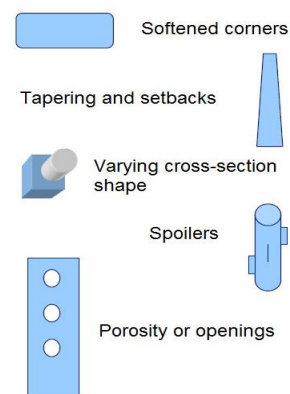 Softened corners
Tapering and setbacks
Varying cross-section
shape
Spoilers
Porosity or openings